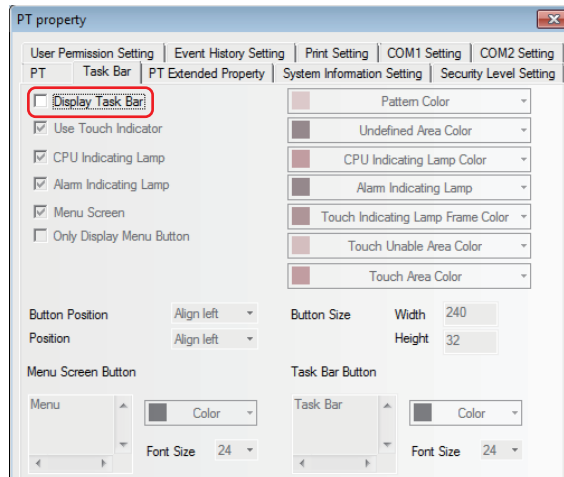 PT property
User Permission Setting Event History Setting Print Setting COM1 Setting COM2 Setting
PT Task Bar PT Extended Property System Information Setting Security Level Setting
Display Task Bar Pattern Color
Use Touch Indicator Undefined Area Color
CPU Indicating Lamp CPU Indicating Lamp Color
Alarm Indicating Lamp Alarm Indicating Lamp
Menu Screen Touch Indicating Lamp Frame Color
Only Display Menu Button Touch Unable Area Color
Touch Area Color
Button Position Align left Button Size Width 240
Position Align left Height 32
Menu Screen Button Task Bar Button
Menu Color Task Bar Color
Font Size 24 Font Size 24